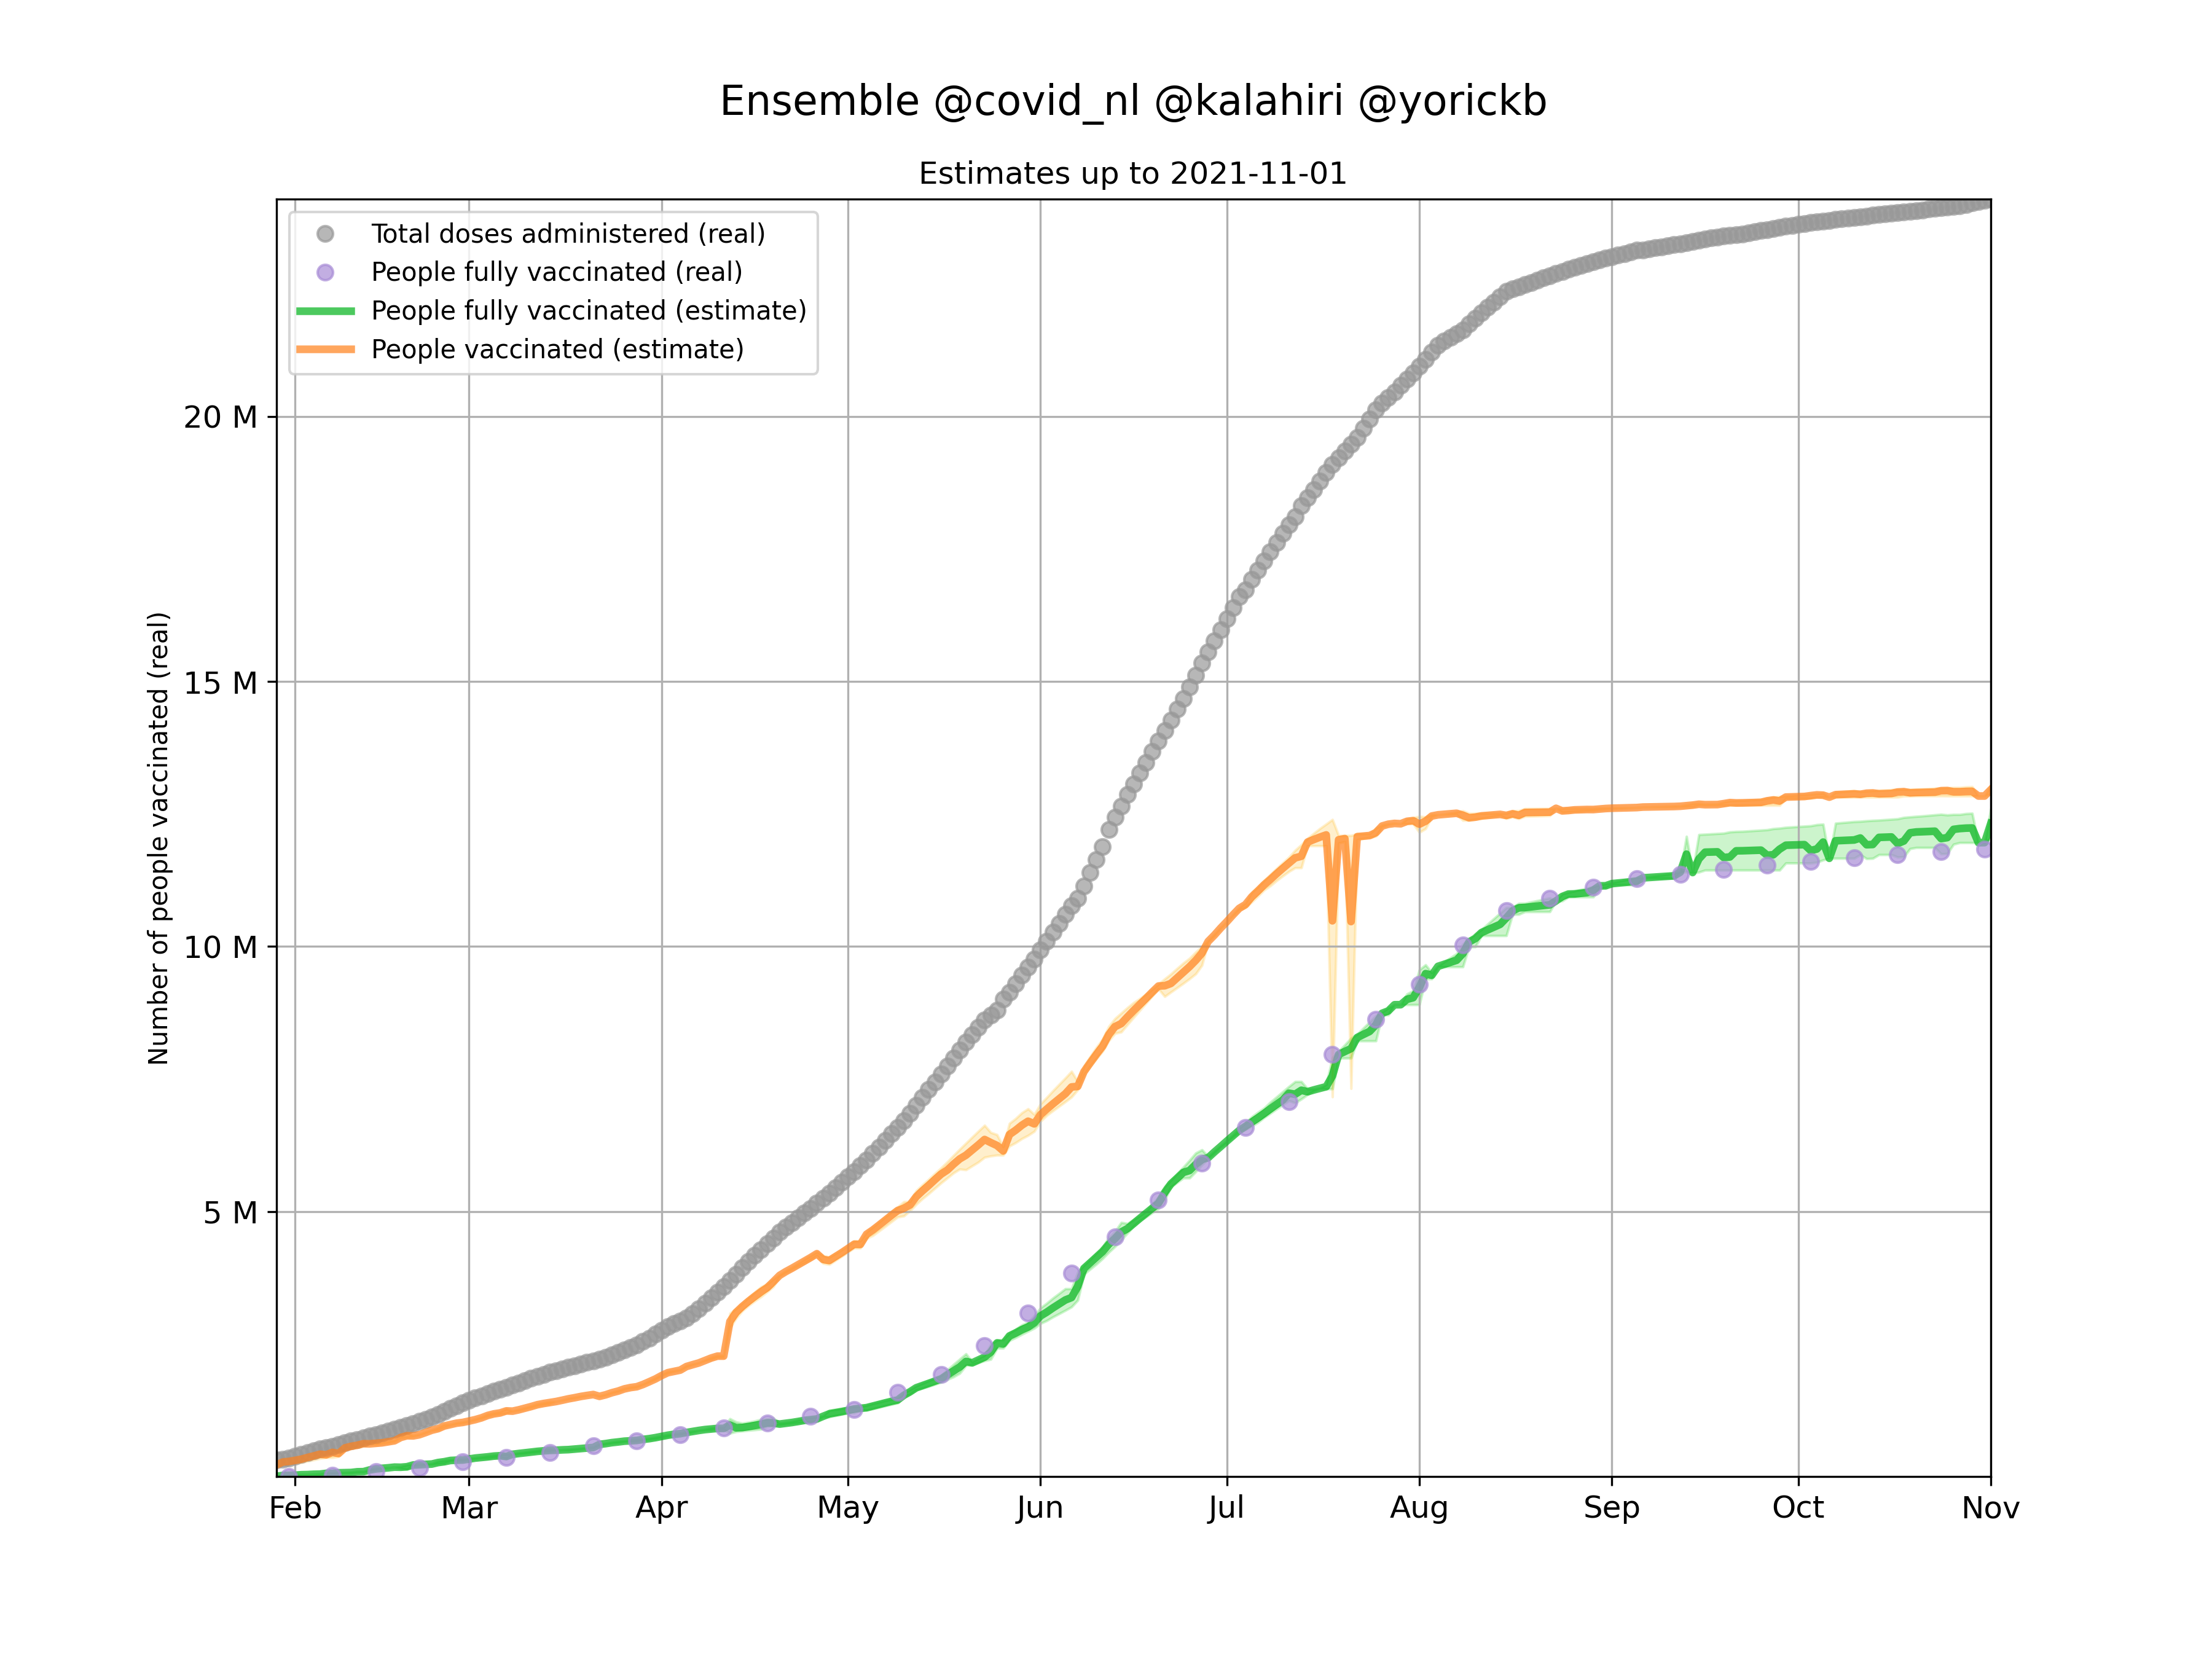 Ensemble @covid_nl @kalahiri @yorickb
Estimates up to 2021-11-01
Total doses administered (real)
People fully vaccinated (real)
People fully vaccinated (estimate)
People vaccinated (estimate)
Number of people vaccinated (real)
20 M
15 M
10 M
5 M
Feb Mar Apr May Jun Jul Aug Sep Oct Nov